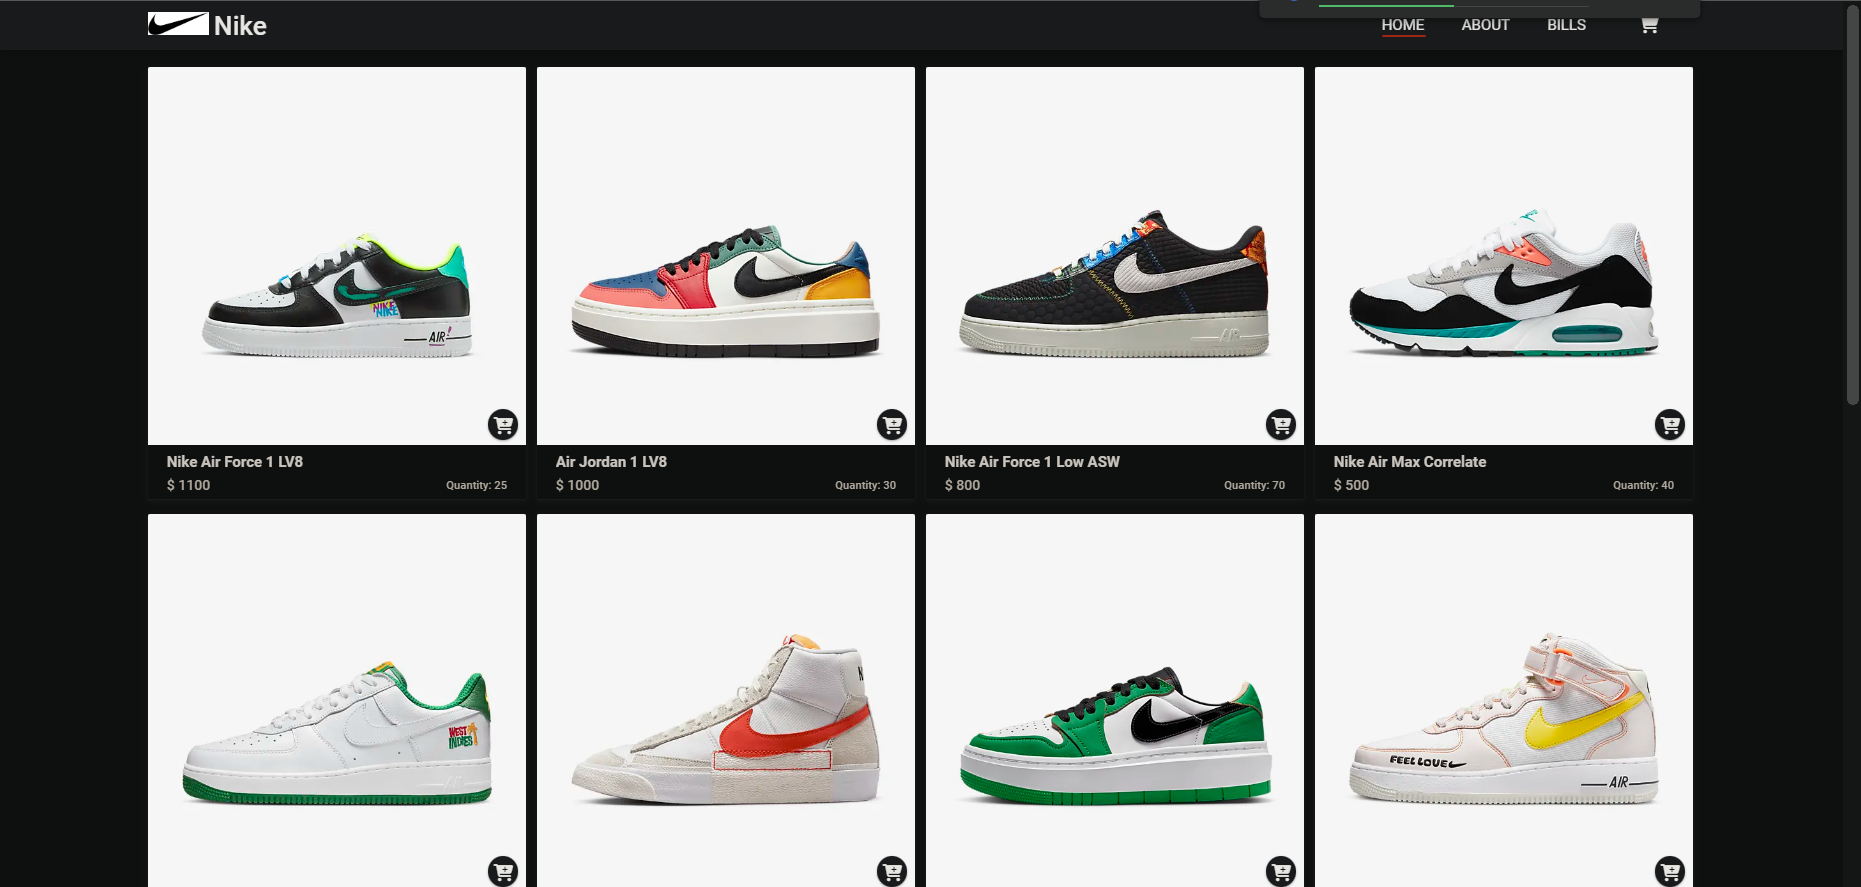 Nike
HOME ABOUT BILLS
NIKE
NIKE
AIR!
Nike Air Force 1 LV8
$ 1100
Quantity: 25
Air Jordan 1 LV8
$ 1000
Quantity: 30
Nike Air Force 1 Low ASW
$ 800
Quantity: 70
Nike Air Max Correlate
$ 500
Quantity: 40
WEST
INDIES
FEEL LOVE
AIR